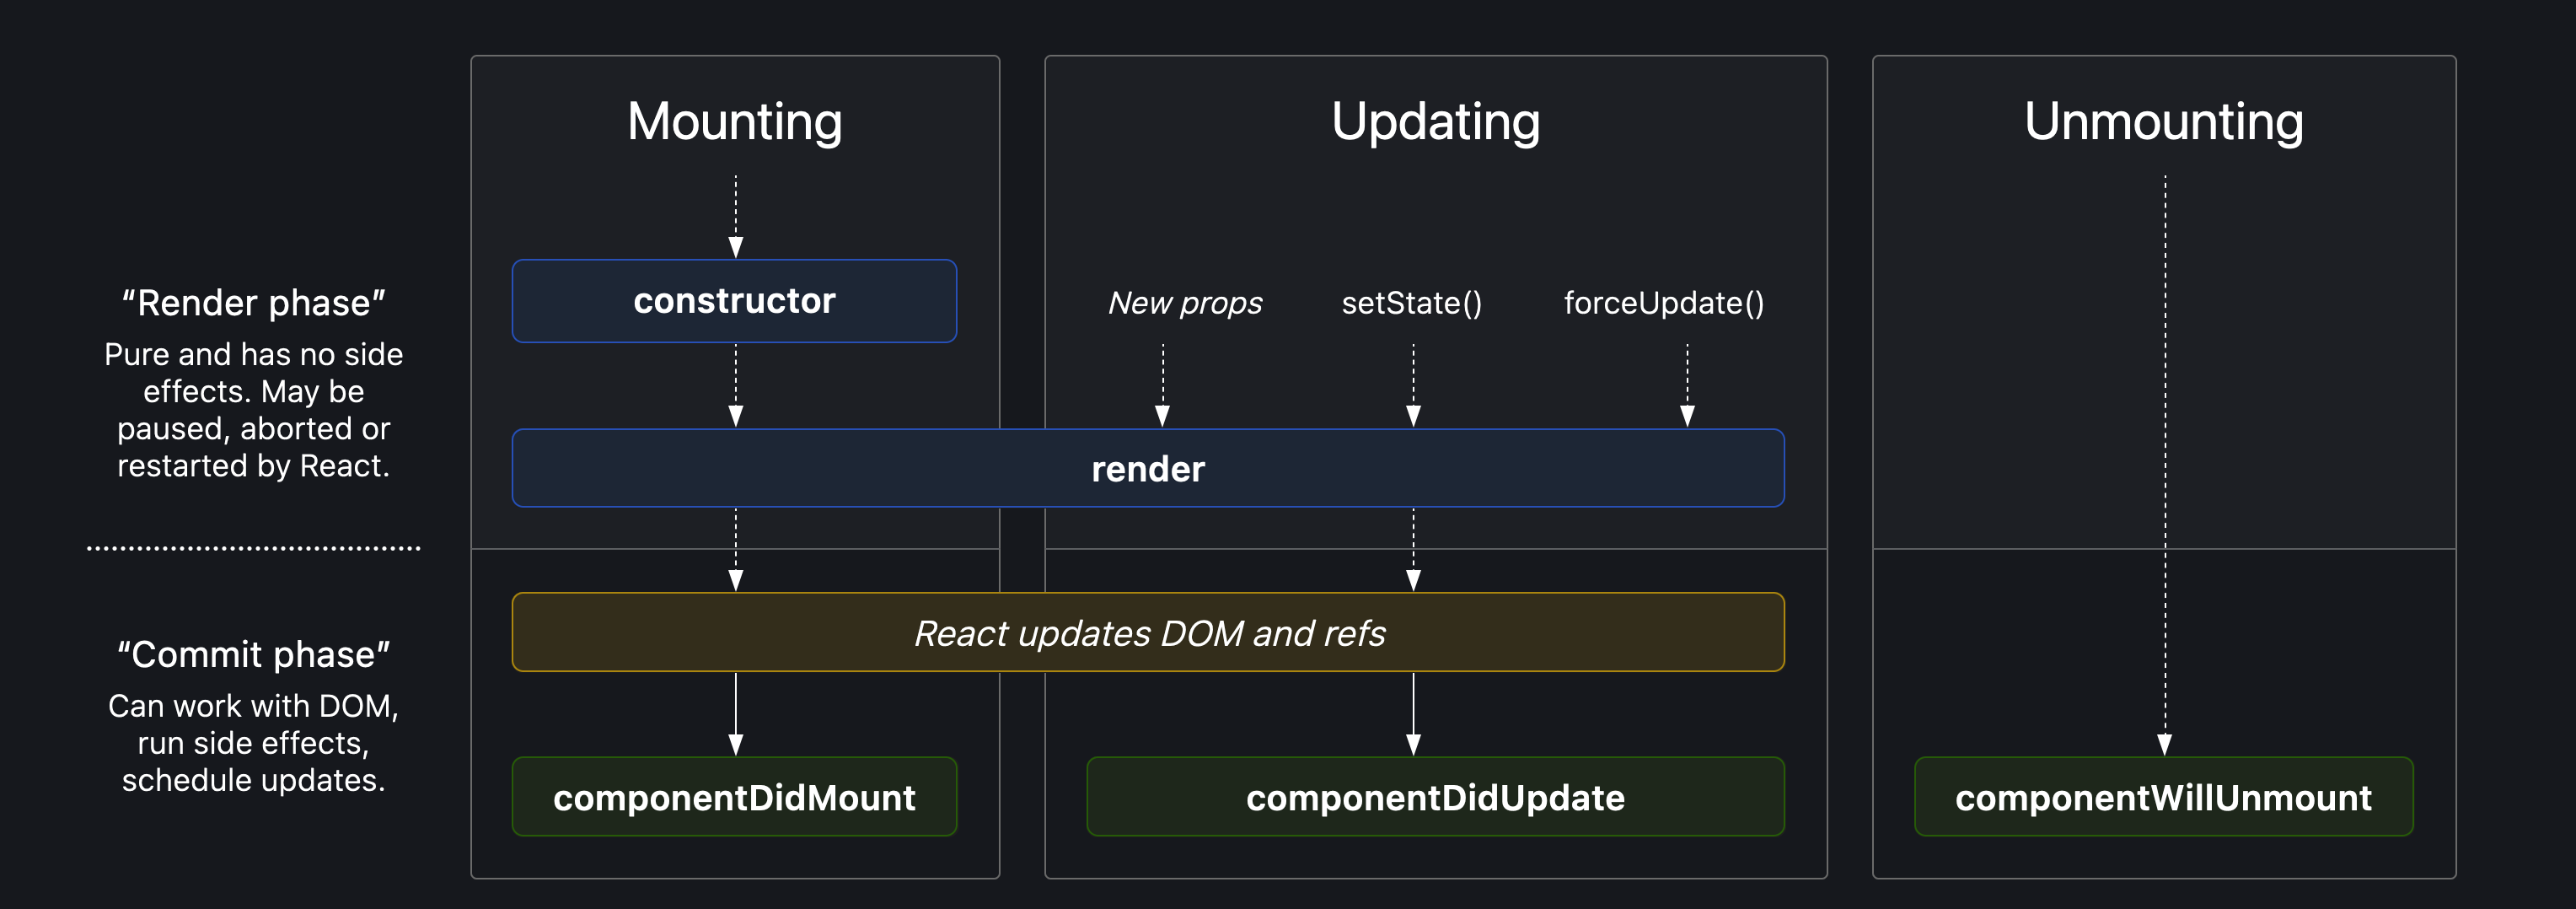 Mounting
Updating
Unmounting
“Render phase”
Pure and has no side
effects. May be
paused, aborted or
restarted by React.
constructor
New props
setState()
forceUpdate()
render
“Commit phase”
Can work with DOM,
run side effects,
schedule updates.
React updates DOM and refs
componentDidMount
componentDidUpdate
componentWillUnmount